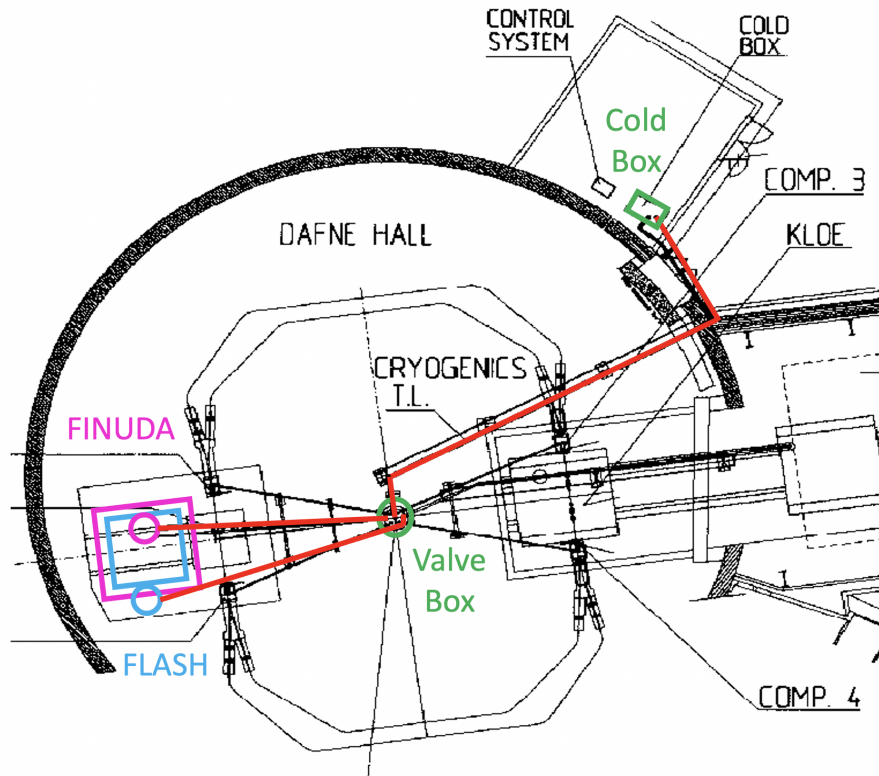 CONTROL
SYSTEM
COLD
BOX
Cold
Box
COMP. 3
KLOE
DAFNE HALL
CRYOGENICS
T.L.
FINUDA
Valve
Box
FLASH
COMP. 4